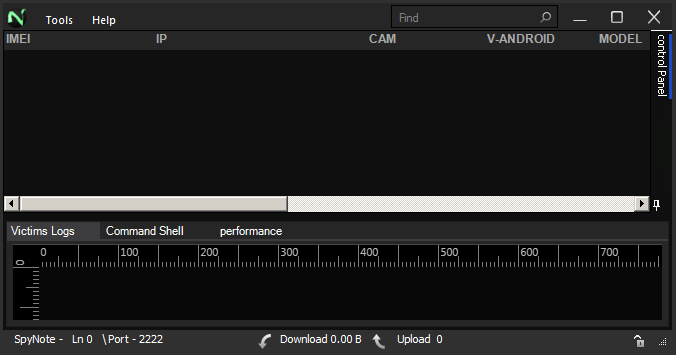 Tools Help Find
IMEI IP CAM V-ANDROID MODEL
control Panel
Victims Logs Command Shell performance
0 100 200 300 400 500 600 700
0
SpyNote - Ln 0 \Port - 2222 Download 0.00 B Upload 0